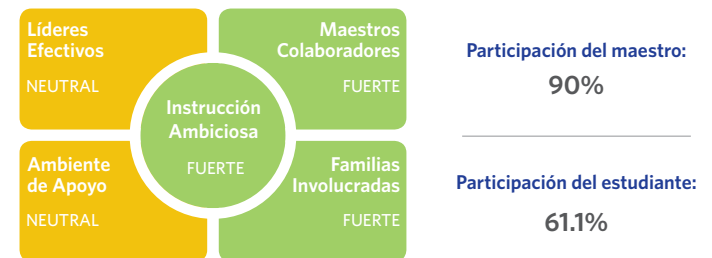 Líderes
Efectivos
NEUTRAL
Maestros
Colaboradores
FUERTE
Instrucción
Ambiciosa
FUERTE
Ambiente
de Apoyo
NEUTRAL
Familias
Involucradas
FUERTE
Participación del maestro:
90%
Participación del estudiante:
61.1%